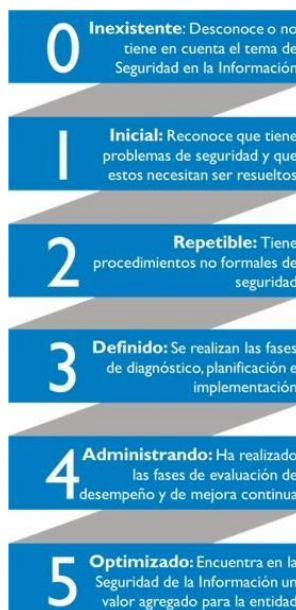 0
Inexistente: Desconoce o no
tiene en cuenta el tema de
Seguridad en la Información
1
Inicial: Reconoce que tiene
problemas de seguridad y que
estos necesitan ser resueltos
2
Repetible: Tiene
procedimientos no formales de
seguridad
3
Definido: Se realizan las fases
de diagnóstico, planificación e
implementación
4
Administrando: Ha realizado
las fases de evaluación de
desempeño y de mejora continua
5
Optimizado: Encuentra en la
Seguridad de la Información un
valor agregado para la entidad